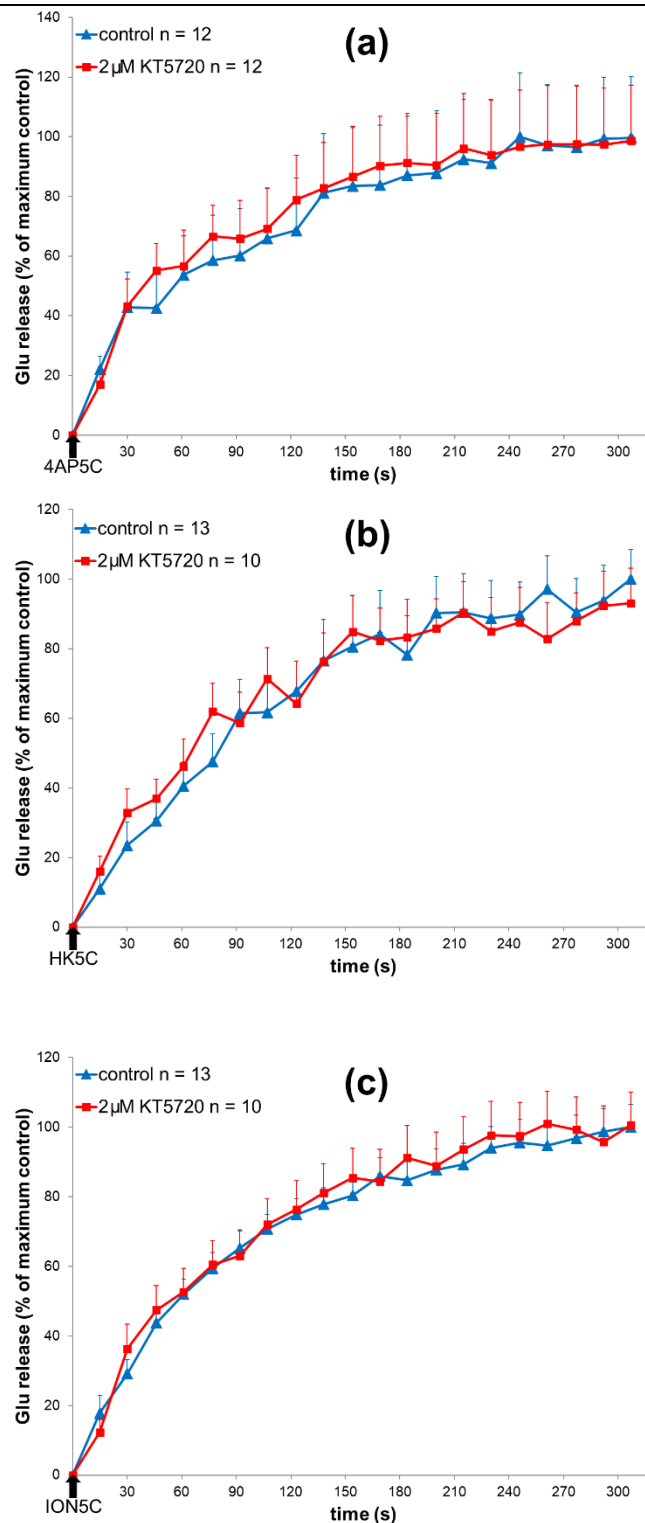 140
120
100
80
60
40
20
0
Glu release (% of maximum control)
control n = 12
2µM KT5720 n = 12
(a)
30 60 90 120 150 180 210 240 270 300
4AP5C
time (s)
120
100
80
60
40
20
0
Glu release (% of maximum control)
control n = 13
2µM KT5720 n = 10
(b)
30 60 90 120 150 180 210 240 270 300
HK5C
time (s)
120
100
80
60
40
20
0
Glu release (% of maximum control)
control n = 13
2µM KT5720 n = 10
(c)
30 60 90 120 150 180 210 240 270 300
ION5C
time (s)